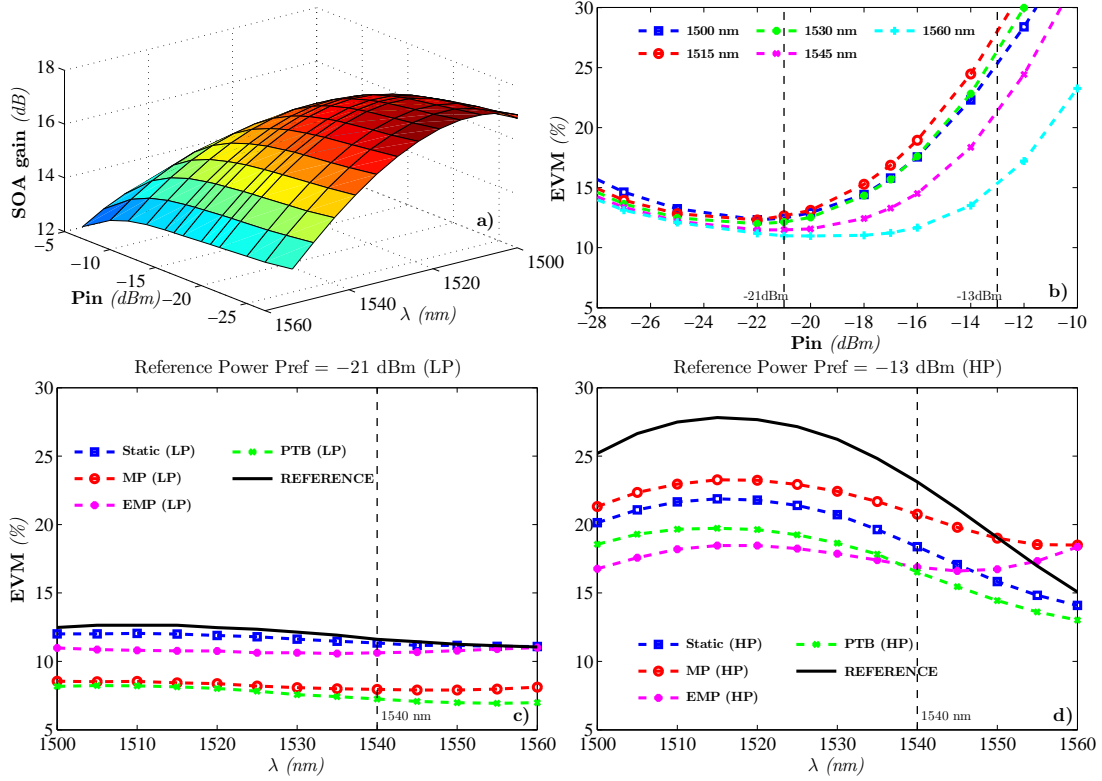 18
16
14
12
SOA gain (dB)
−5
−10
−15
−20
−25
Pin (dBm)
1560
1540
1520
1500
λ (nm)
a)
30
25
20
15
10
5
EVM (%)
1500 nm
1530 nm
1560 nm
1515 nm
1545 nm
-21dBm
-13dBm
b)
−28 −26 −24 −22 −20 −18 −16 −14 −12 −10
Pin (dBm)
Reference Power Pref = −21 dBm (LP)
30
25
20
15
10
5
EVM (%)
Static (LP)
PTB (LP)
MP (LP)
REFERENCE
EMP (LP)
1540 nm
c)
1500 1510 1520 1530 1540 1550 1560
λ (nm)
Reference Power Pref = −13 dBm (HP)
30
25
20
15
10
5
Static (HP)
PTB (HP)
MP (HP)
REFERENCE
EMP (HP)
1540 nm
d)
1500 1510 1520 1530 1540 1550 1560
λ (nm)